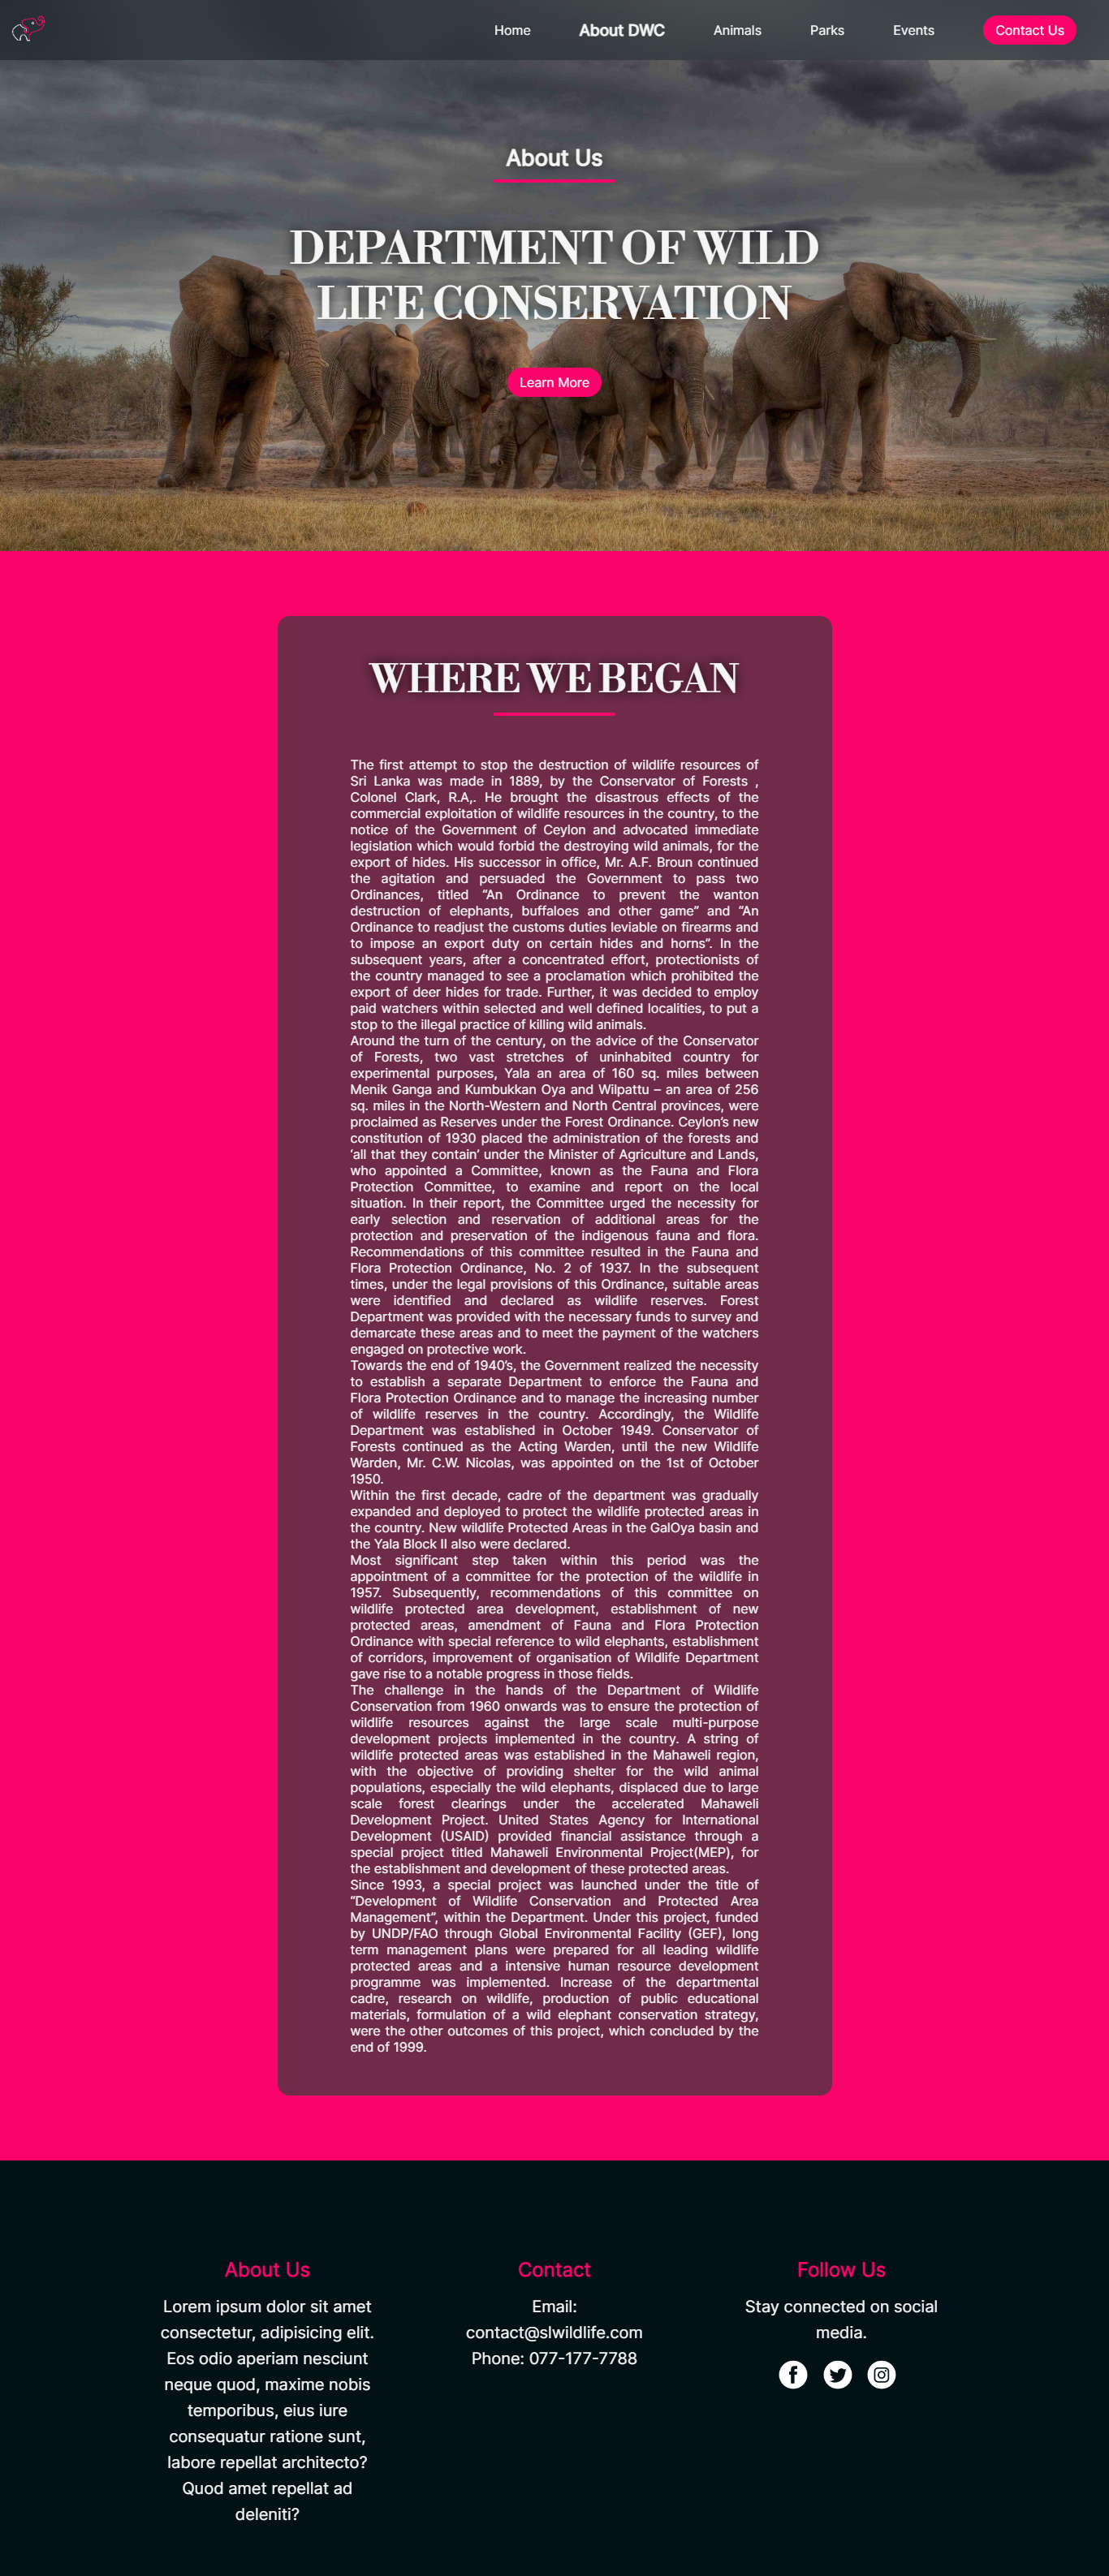 Home
About DWC
Animals
Parks
Events
Contact Us
About Us
DEPARTMENT OF WILD
LIFE CONSERVATION
Learn More
WHERE WE BEGAN
The first attempt to stop the destruction of wildlife resources of
Sri Lanka was made in 1889, by the Conservator of Forests ,
Colonel Clark, R.A,. He brought the disastrous effects of the
commercial exploitation of wildlife resources in the country, to the
notice of the Government of Ceylon and advocated immediate
legislation which would forbid the destroying wild animals, for the
export of hides. His successor in office, Mr. A.F. Broun continued
the agitation and persuaded the Government to pass two
Ordinances, titled “An Ordinance to prevent the wanton
destruction of elephants, buffaloes and other game” and “An
Ordinance to readjust the customs duties leviable on firearms and
to impose an export duty on certain hides and horns”. In the
subsequent years, after a concentrated effort, protectionists of
the country managed to see a proclamation which prohibited the
export of deer hides for trade. Further, it was decided to employ
paid watchers within selected and well defined localities, to put a
stop to the illegal practice of killing wild animals.
Around the turn of the century, on the advice of the Conservator
of Forests, two vast stretches of uninhabited country for
experimental purposes, Yala an area of 160 sq. miles between
Menik Ganga and Kumbukkan Oya and Wilpattu – an area of 256
sq. miles in the North-Western and North Central provinces, were
proclaimed as Reserves under the Forest Ordinance. Ceylon’s new
constitution of 1930 placed the administration of the forests and
‘all that they contain’ under the Minister of Agriculture and Lands,
who appointed a Committee, known as the Fauna and Flora
Protection Committee, to examine and report on the local
situation. In their report, the Committee urged the necessity for
early selection and reservation of additional areas for the
protection and preservation of the indigenous fauna and flora.
Recommendations of this committee resulted in the Fauna and
Flora Protection Ordinance, No. 2 of 1937. In the subsequent
times, under the legal provisions of this Ordinance, suitable areas
were identified and declared as wildlife reserves. Forest
Department was provided with the necessary funds to survey and
demarcate these areas and to meet the payment of the watchers
engaged on protective work.
Towards the end of 1940’s, the Government realized the necessity
to establish a separate Department to enforce the Fauna and
Flora Protection Ordinance and to manage the increasing number
of wildlife reserves in the country. Accordingly, the Wildlife
Department was established in October 1949. Conservator of
Forests continued as the Acting Warden, until the new Wildlife
Warden, Mr. C.W. Nicolas, was appointed on the 1st of October
1950.
Within the first decade, cadre of the department was gradually
expanded and deployed to protect the wildlife protected areas in
the country. New wildlife Protected Areas in the GalOya basin and
the Yala Block II also were declared.
Most significant step taken within this period was the
appointment of a committee for the protection of the wildlife in
1957. Subsequently, recommendations of this committee on
wildlife protected area development, establishment of new
protected areas, amendment of Fauna and Flora Protection
Ordinance with special reference to wild elephants, establishment
of corridors, improvement of organisation of Wildlife Department
gave rise to a notable progress in those fields.
The challenge in the hands of the Department of Wildlife
Conservation from 1960 onwards was to ensure the protection of
wildlife resources against the large scale multi-purpose
development projects implemented in the country. A string of
wildlife protected areas was established in the Mahaweli region,
with the objective of providing shelter for the wild animal
populations, especially the wild elephants, displaced due to large
scale forest clearings under the accelerated Mahaweli
Development Project. United States Agency for International
Development (USAID) provided financial assistance through a
special project titled Mahaweli Environmental Project(MEP), for
the establishment and development of these protected areas.
Since 1993, a special project was launched under the title of
“Development of Wildlife Conservation and Protected Area
Management”, within the Department. Under this project, funded
by UNDP/FAO through Global Environmental Facility (GEF), long
term management plans were prepared for all leading wildlife
protected areas and a intensive human resource development
programme was implemented. Increase of the departmental
cadre, research on wildlife, production of public educational
materials, formulation of a wild elephant conservation strategy,
were the other outcomes of this project, which concluded by the
end of 1999.
About Us
Lorem ipsum dolor sit amet
consectetur, adipisicing elit.
Eos odio aperiam nesciunt
neque quod, maxime nobis
temporibus, eius iure
consequatur ratione sunt,
labore repellat architecto?
Quod amet repellat ad
deleniti?
Contact
Email:
contact@slwildlife.com
Phone: 077-177-7788
Follow Us
Stay connected on social
media.